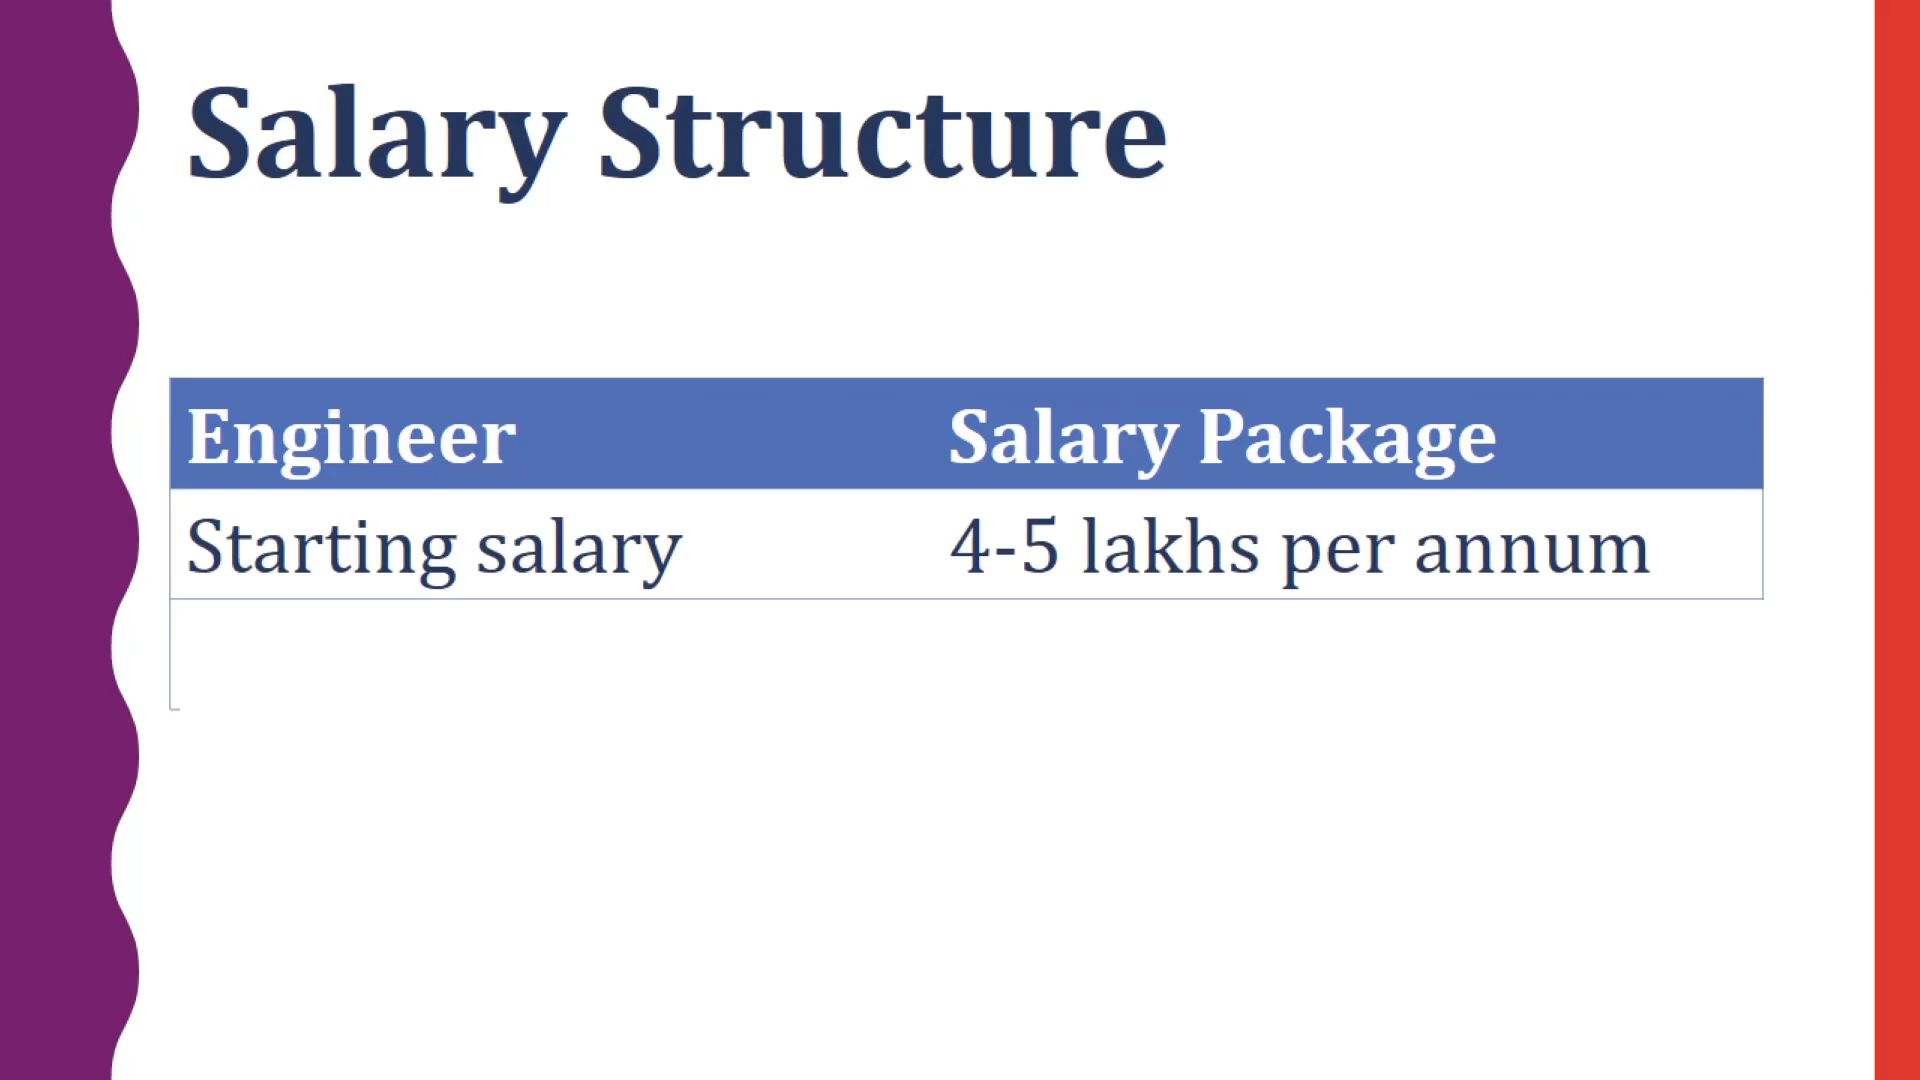 Salary Structure
Engineer Salary Package
Starting salary 4-5 lakhs per annum